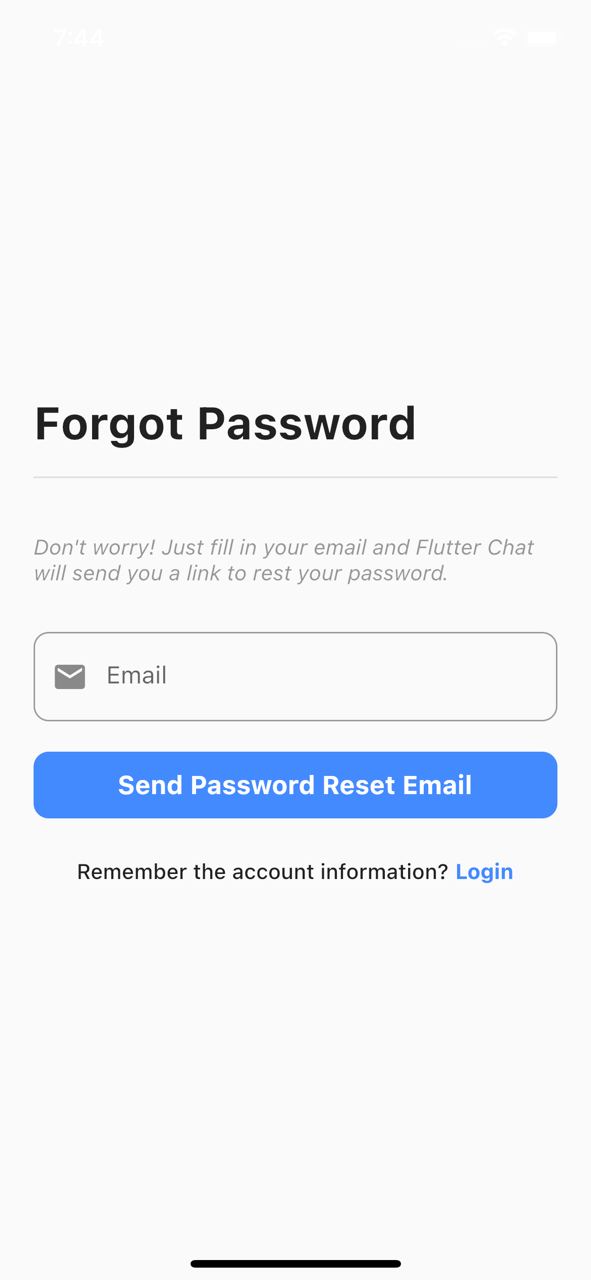 7:44
Forgot Password
Don't worry! Just fill in your email and Flutter Chat
will send you a link to rest your password.
Email
Send Password Reset Email
Remember the account information? Login